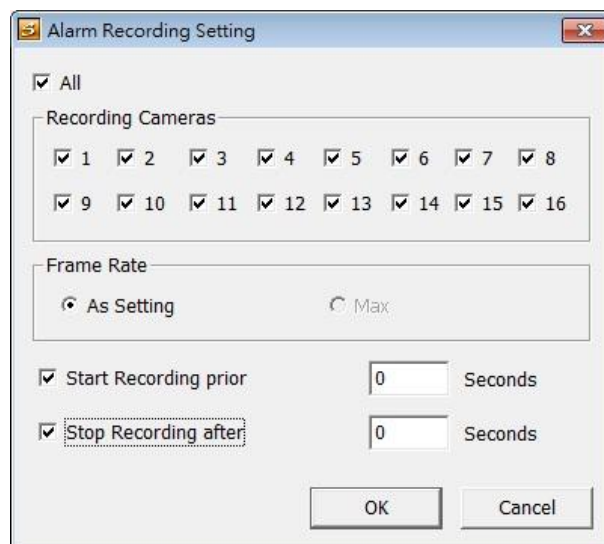 Alarm Recording Setting
All
Recording Cameras
1 2 3 4 5 6 7 8
9 10 11 12 13 14 15 16
Frame Rate
As Setting Max
Start Recording prior 0 Seconds
Stop Recording after 0 Seconds
OK Cancel